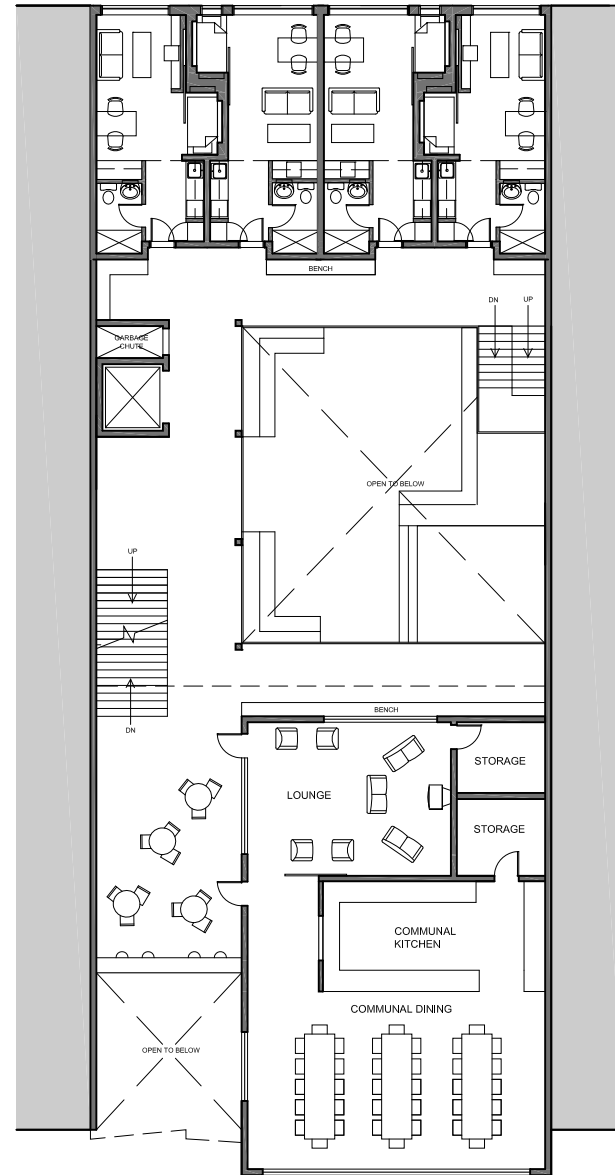 BENCH
DN
UP
GARBAGE
CHUTE
OPEN TO BELOW
UP
DN
BENCH
STORAGE
LOUNGE
STORAGE
COMMUNAL
KITCHEN
COMMUNAL DINING
OPEN TO BELOW